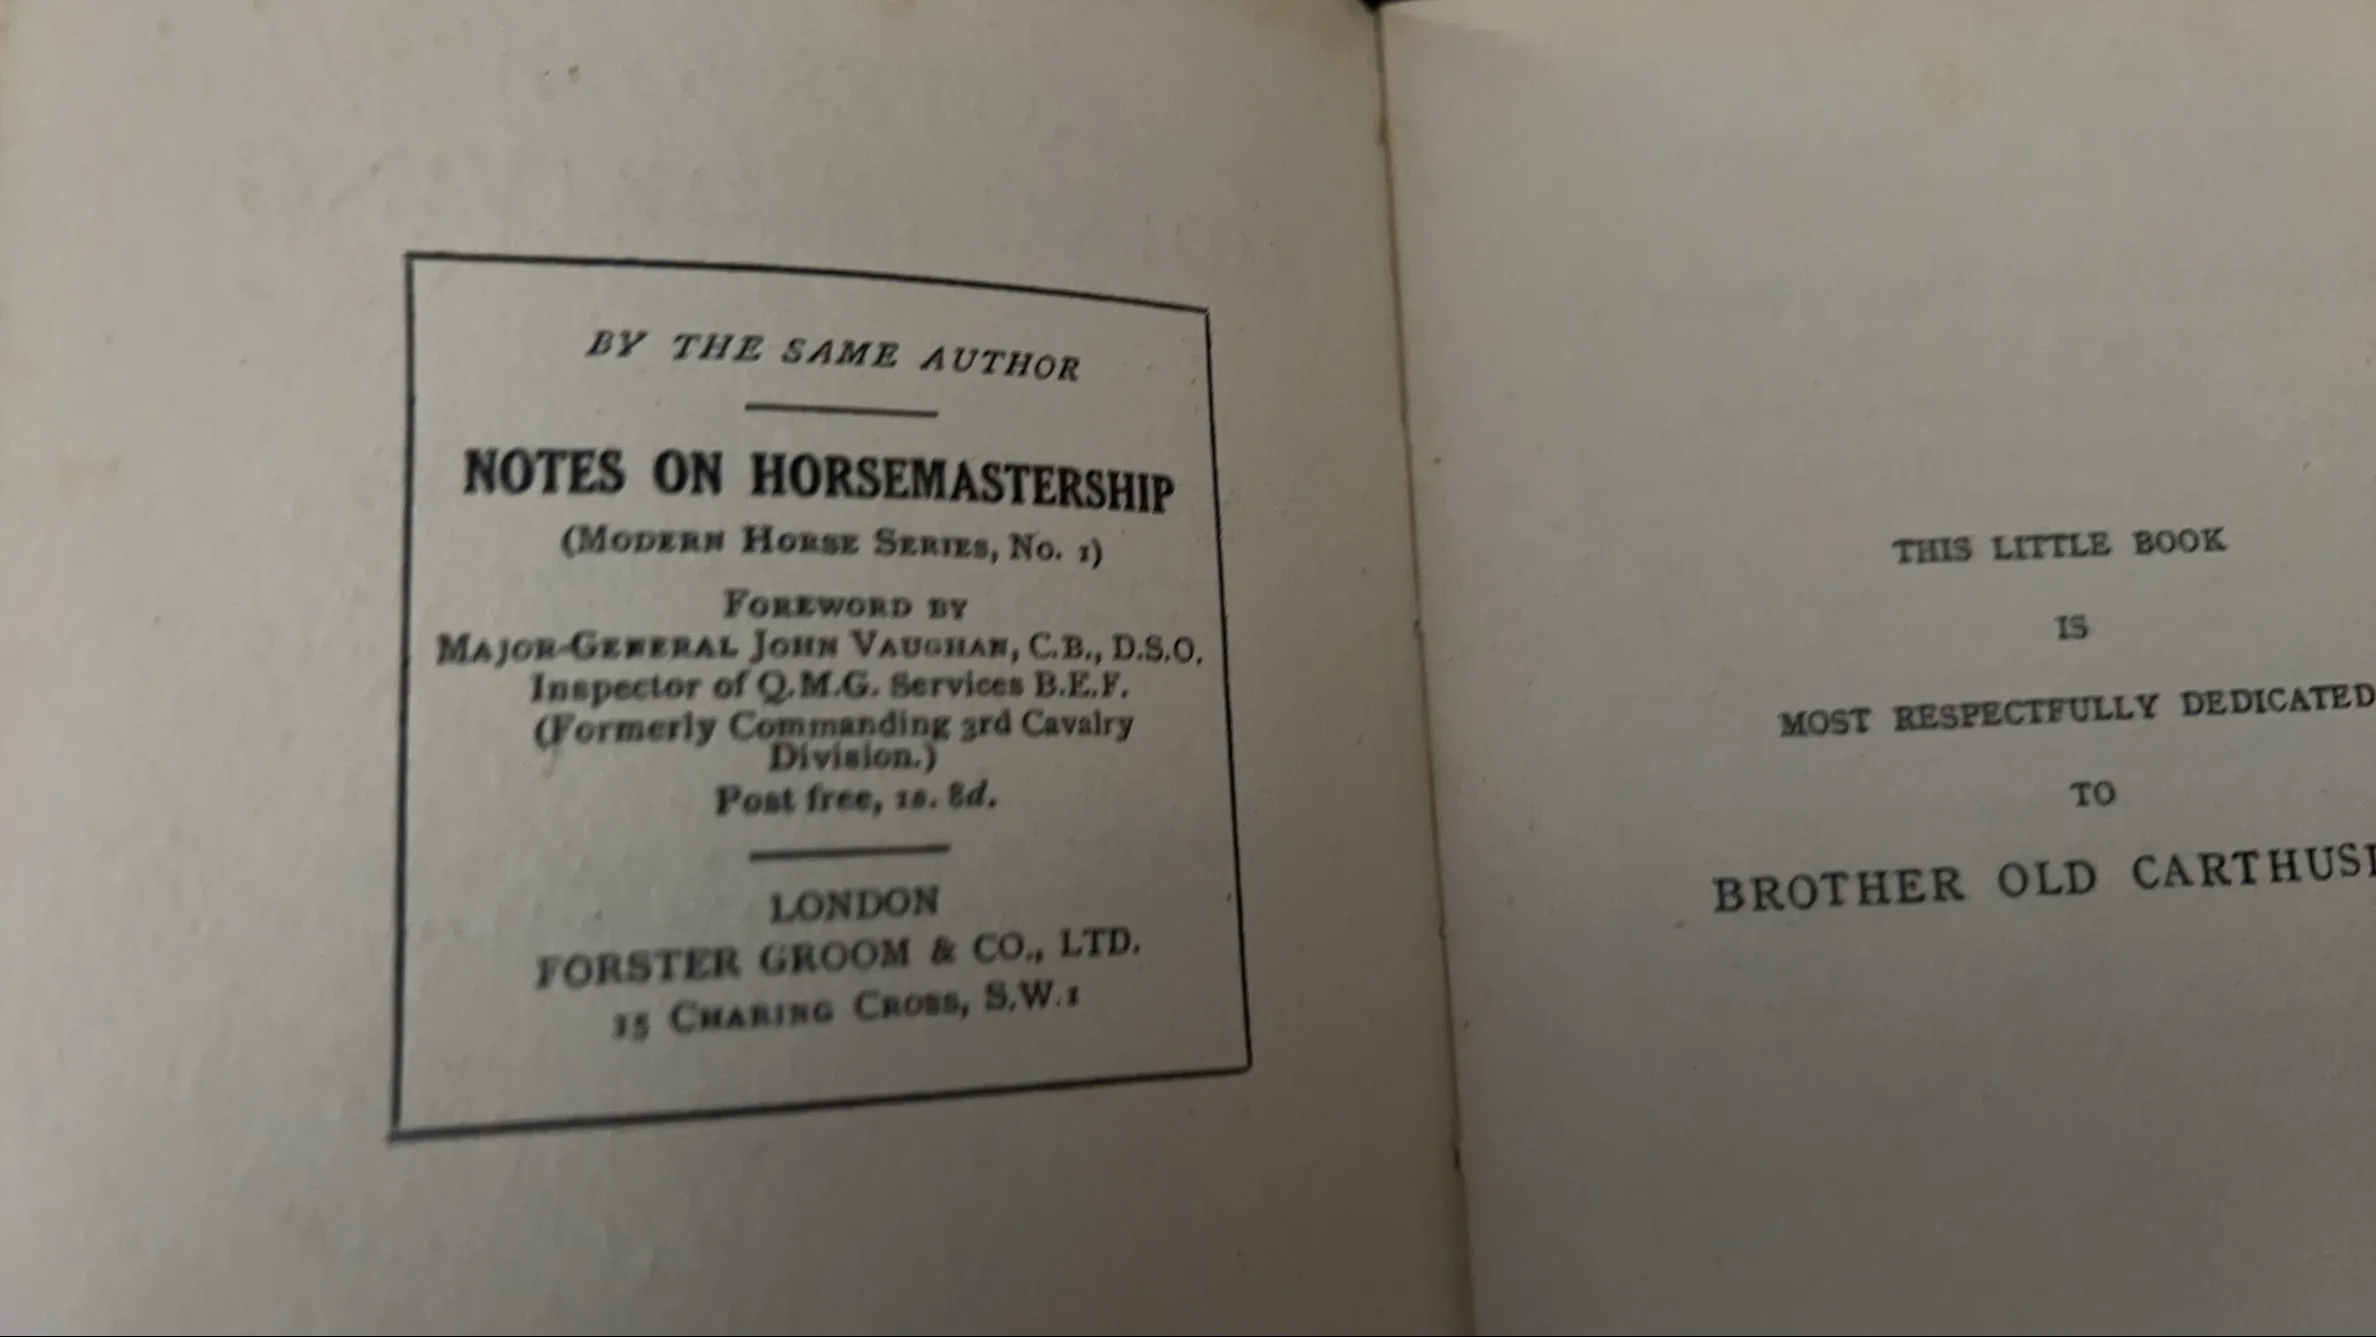 BY THE SAME AUTHOR
NOTES ON HORSEMASTERSHIP
(Modern Horse Series, No. 1)
Foreword by
Major-General John Vaughan, C.B., D.S.O.
Inspector of Q.M.G. Services B.E.F.
(Formerly Commanding 3rd Cavalry
Division.)
Post free, 1s. 8d.
LONDON
FORSTER GROOM & CO., LTD.
15 Charing Cross, S.W.1
THIS LITTLE BOOK
IS
MOST RESPECTFULLY DEDICATED
TO
BROTHER OLD